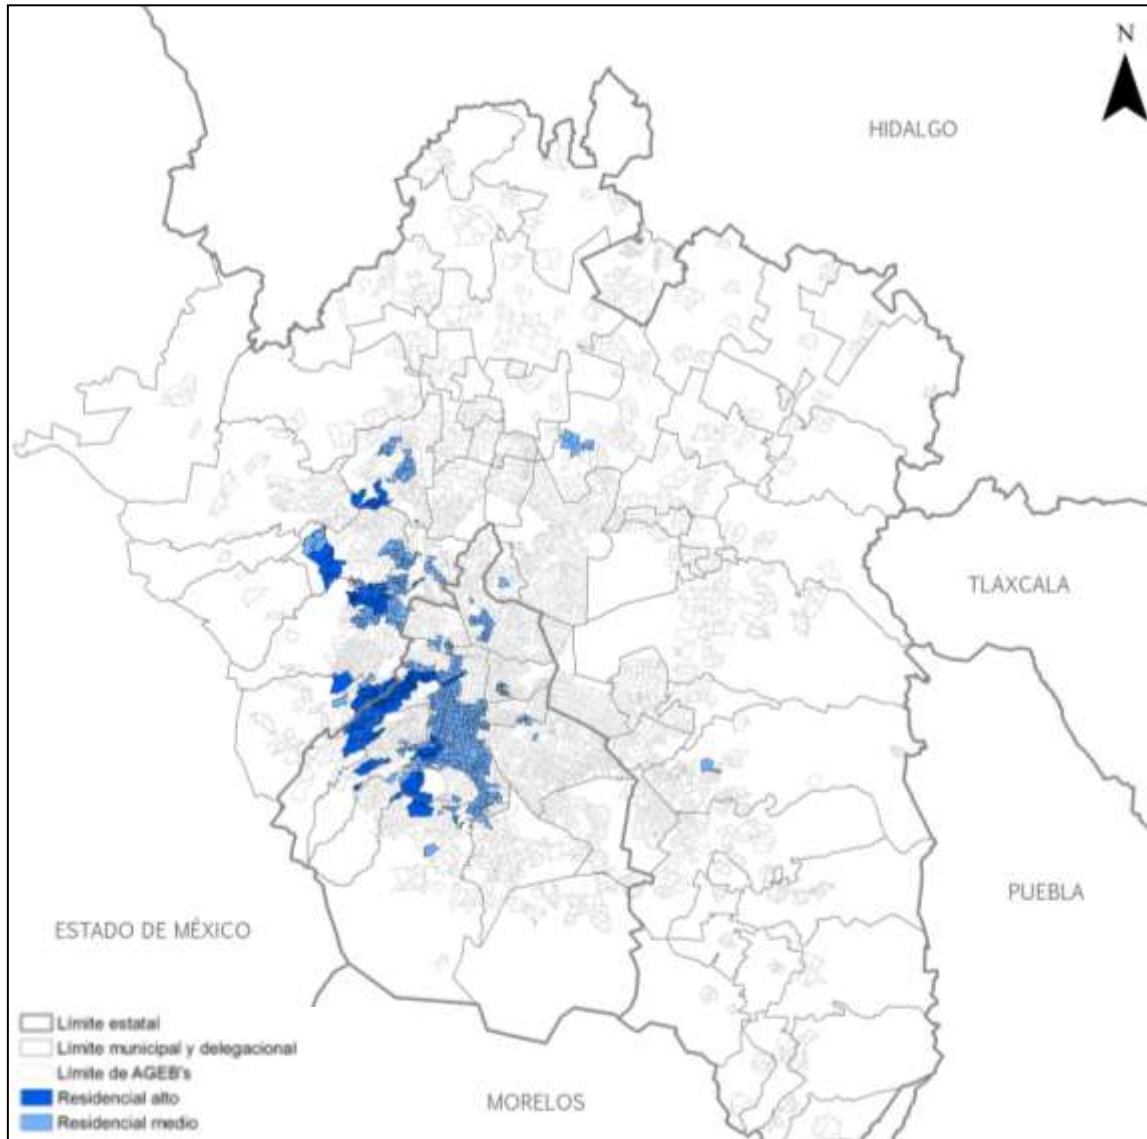 N
HIDALGO
TLAXCALA
PUEBLA
ESTADO DE MÉXICO
MORELOS
Límite estatal
Límite municipal y delegacional
Límite de AGEB's
Residencial alto
Residencial medio